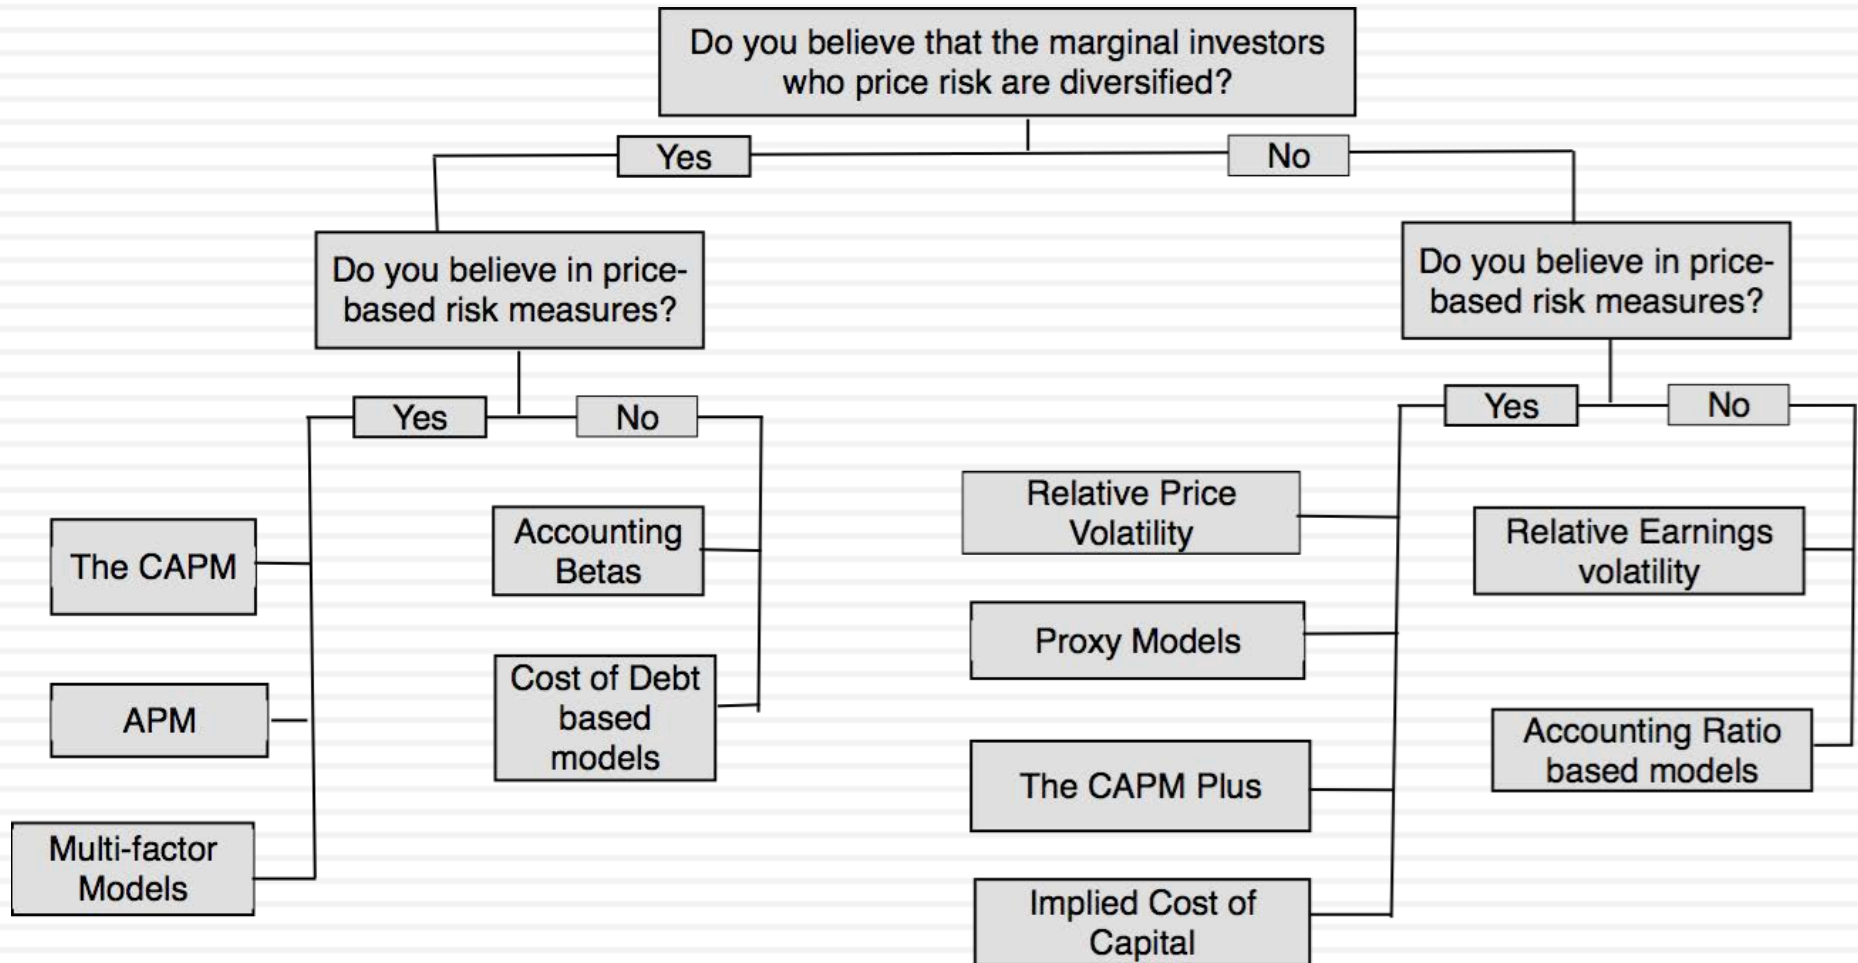 Do you believe that the marginal investors
who price risk are diversified?
Yes
No
Do you believe in price-
based risk measures?
Do you believe in price-
based risk measures?
Yes
No
Yes
No
The CAPM
APM
Multi-factor
Models
Accounting
Betas
Cost of Debt
based
models
Relative Price
Volatility
Proxy Models
The CAPM Plus
Implied Cost of
Capital
Relative Earnings
volatility
Accounting Ratio
based models